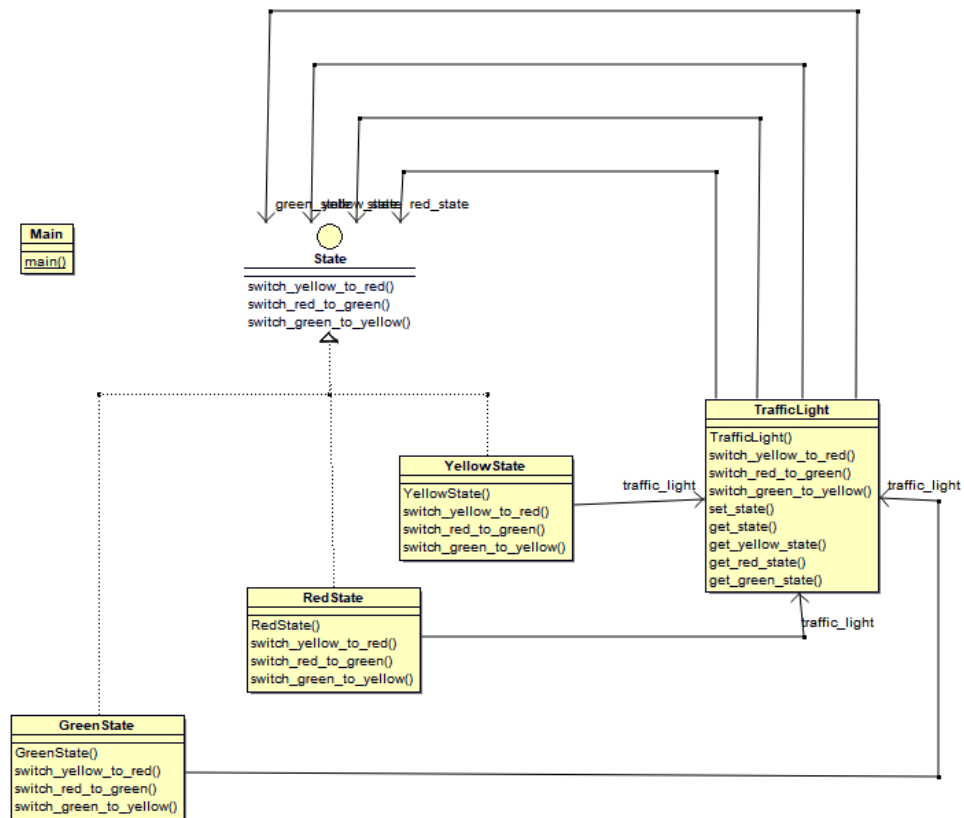 green_state yellow_state red_state
Main
main()
State
switch_yellow_to_red()
switch_red_to_green()
switch_green_to_yellow()
TrafficLight
TrafficLight()
switch_yellow_to_red()
switch_red_to_green()
switch_green_to_yellow()
set_state()
get_state()
get_yellow_state()
get_red_state()
get_green_state()
YellowState
YellowState()
switch_yellow_to_red()
switch_red_to_green()
switch_green_to_yellow()
traffic_light
traffic_light
RedState
RedState()
switch_yellow_to_red()
switch_red_to_green()
switch_green_to_yellow()
traffic_light
GreenState
GreenState()
switch_yellow_to_red()
switch_red_to_green()
switch_green_to_yellow()